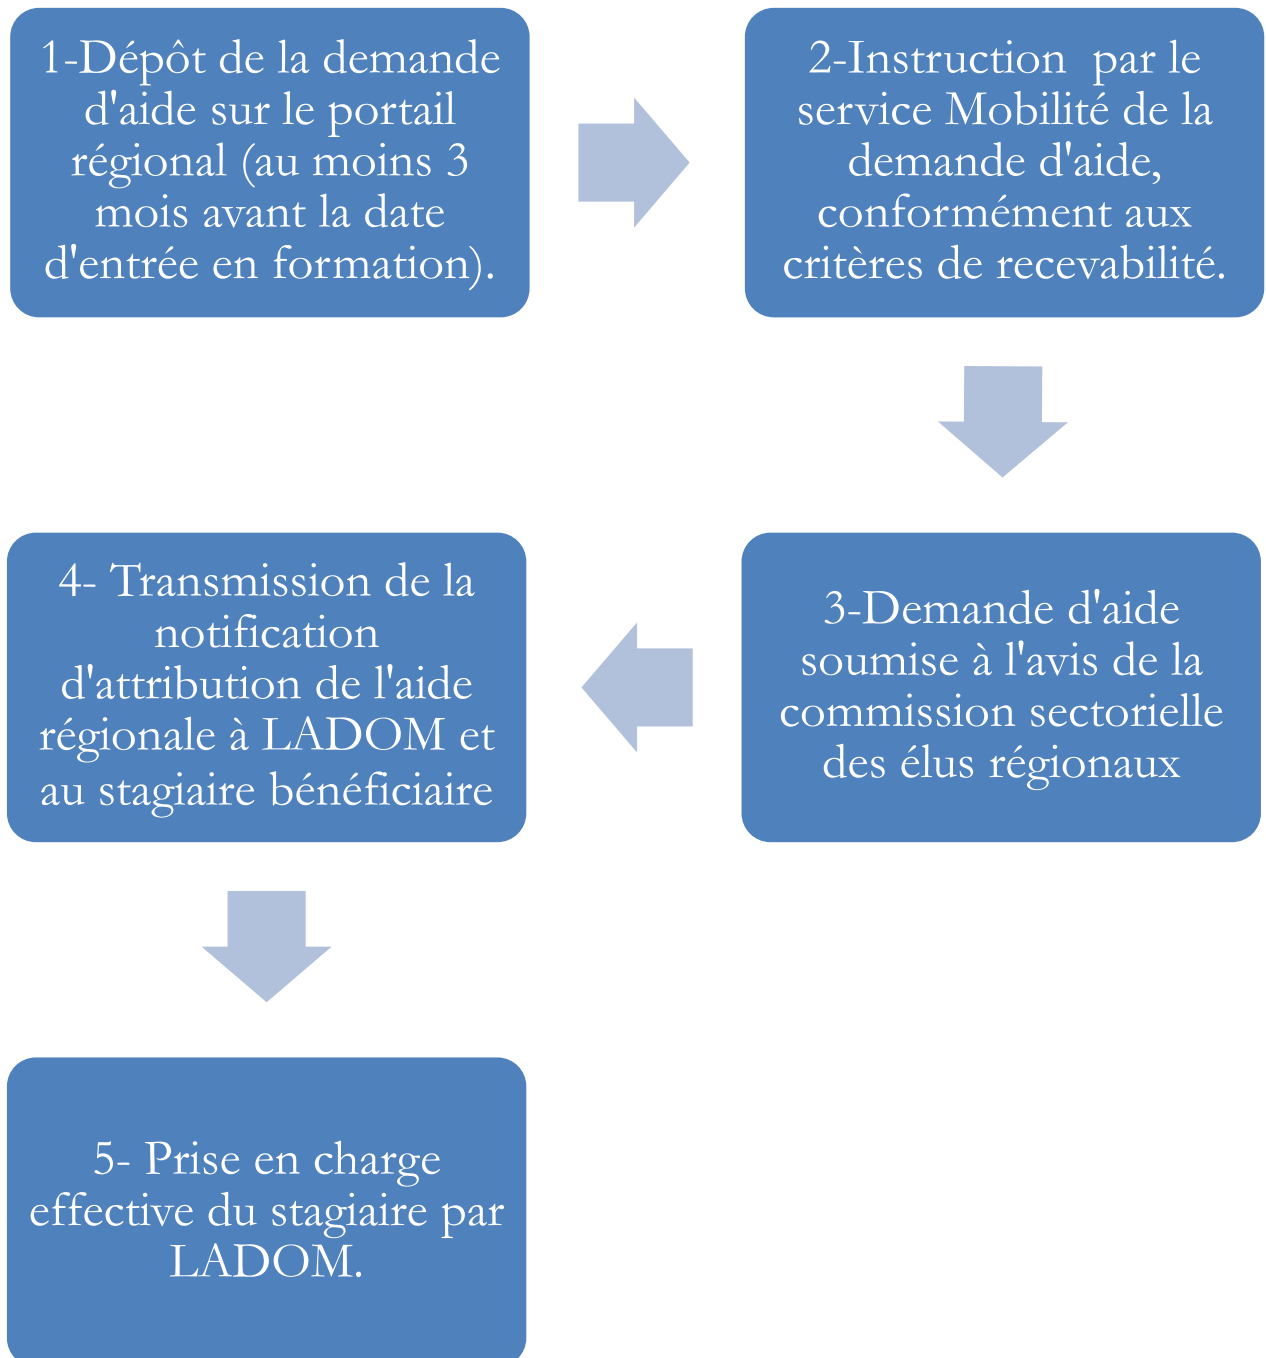 1-Dépôt de la demande
d'aide sur le portail
régional (au moins 3
mois avant la date
d'entrée en formation).
2-Instruction  par le
service Mobilité de la
demande d'aide,
conformément aux
critères de recevabilité.
3-Demande d'aide
soumise à l'avis de la
commission sectorielle
des élus régionaux
4- Transmission de la
notification
d'attribution de l'aide
régionale à LADOM et
au stagiaire bénéficiaire
5- Prise en charge
effective du stagiaire par
LADOM.